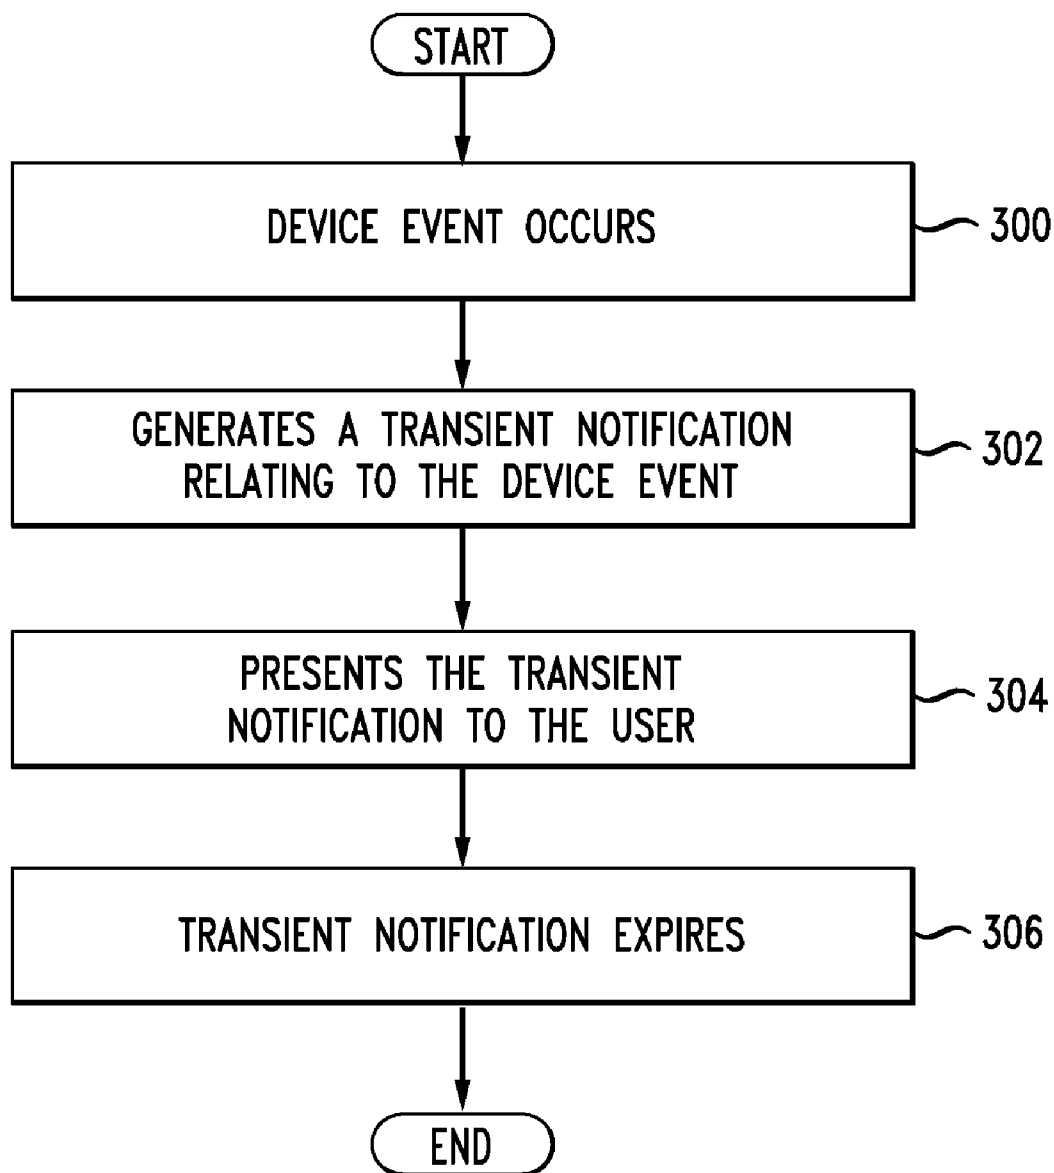 START
DEVICE EVENT OCCURS
300
GENERATES A TRANSIENT NOTIFICATION
RELATING TO THE DEVICE EVENT
302
PRESENTS THE TRANSIENT
NOTIFICATION TO THE USER
304
TRANSIENT NOTIFICATION EXPIRES
306
END